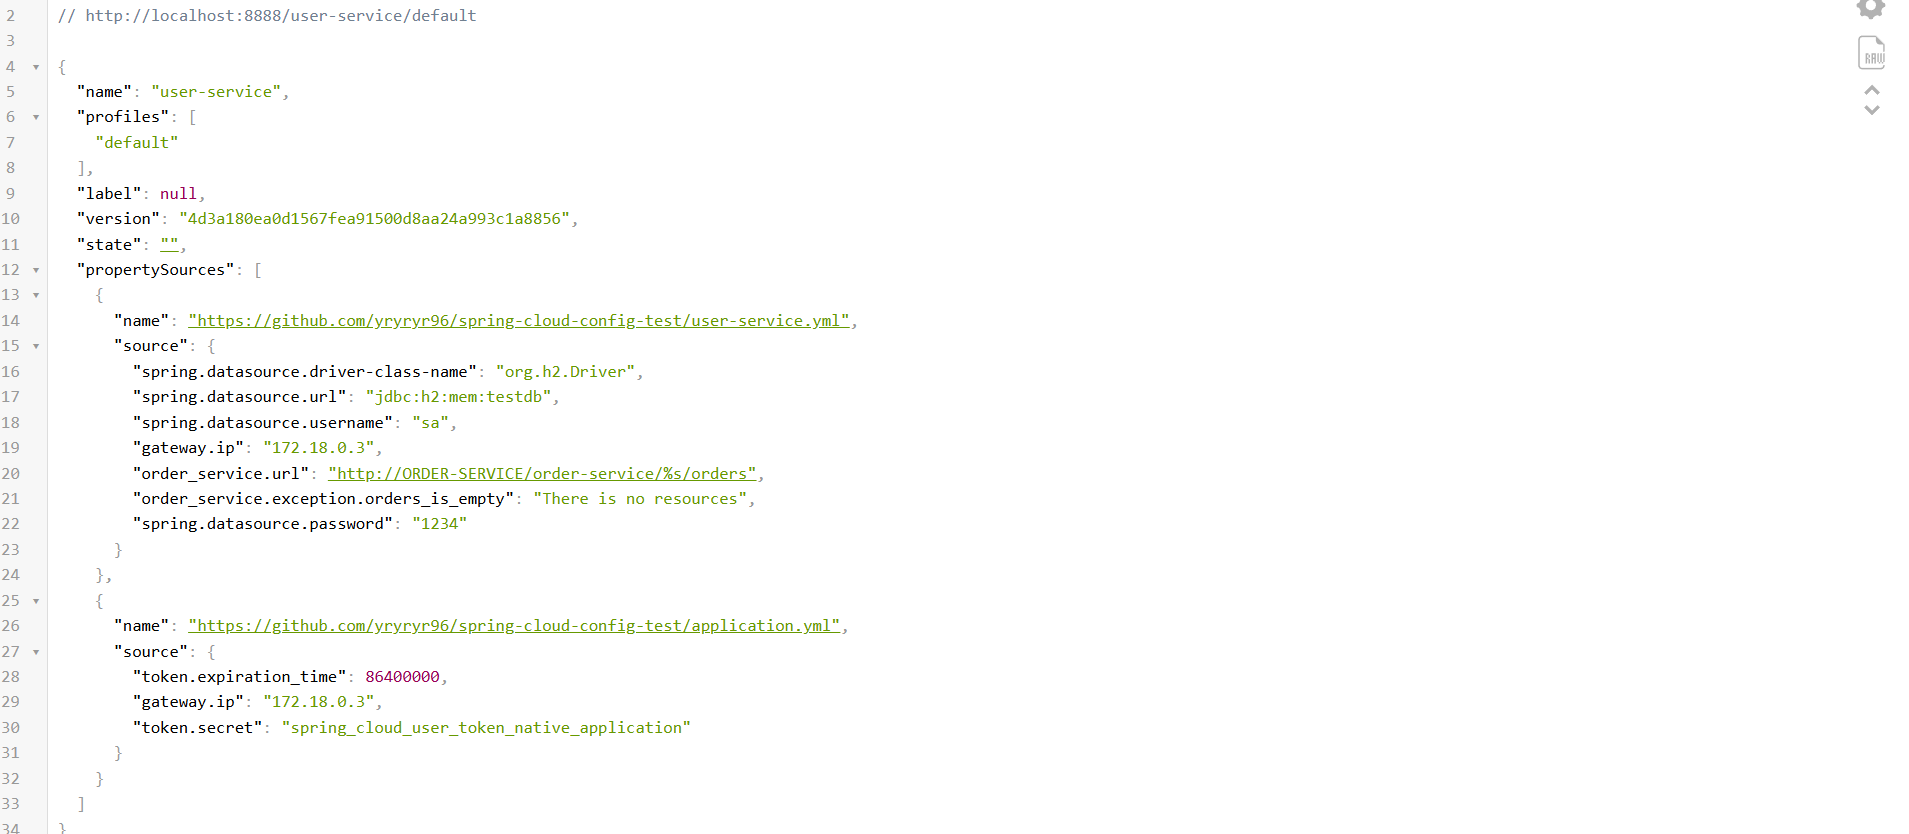 2 // http://localhost:8888/user-service/default
3
4 {
5 "name": "user-service",
6 "profiles": [
7 "default"
8 ],
9 "label": null,
10 "version": "4d3a180ea0d1567fea91500d8aa24a993c1a8856",
11 "state": "",
12 "propertySources": [
13 {
14 "name": "https://github.com/yryryr96/spring-cloud-config-test/user-service.yml",
15 "source": {
16 "spring.datasource.driver-class-name": "org.h2.Driver",
17 "spring.datasource.url": "jdbc:h2:mem:testdb",
18 "spring.datasource.username": "sa",
19 "gateway.ip": "172.18.0.3",
20 "order_service.url": "http://ORDER-SERVICE/order-service/%s/orders",
21 "order_service.exception.orders_is_empty": "There is no resources",
22 "spring.datasource.password": "1234"
23 }
24 },
25 {
26 "name": "https://github.com/yryryr96/spring-cloud-config-test/application.yml",
27 "source": {
28 "token.expiration_time": 86400000,
29 "gateway.ip": "172.18.0.3",
30 "token.secret": "spring_cloud_user_token_native_application"
31 }
32 }
33 ]
34 }
RAW